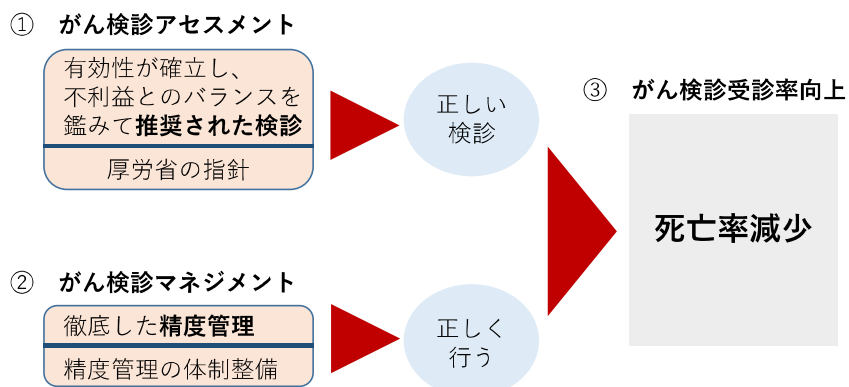 ① がん検診アセスメント
有効性が確立し、
不利益とのバランスを
鑑みて推奨された検診
厚労省の指針
正しい
検診
② がん検診マネジメント
徹底した精度管理
精度管理の体制整備
正しく
行う
③ がん検診受診率向上
死亡率減少